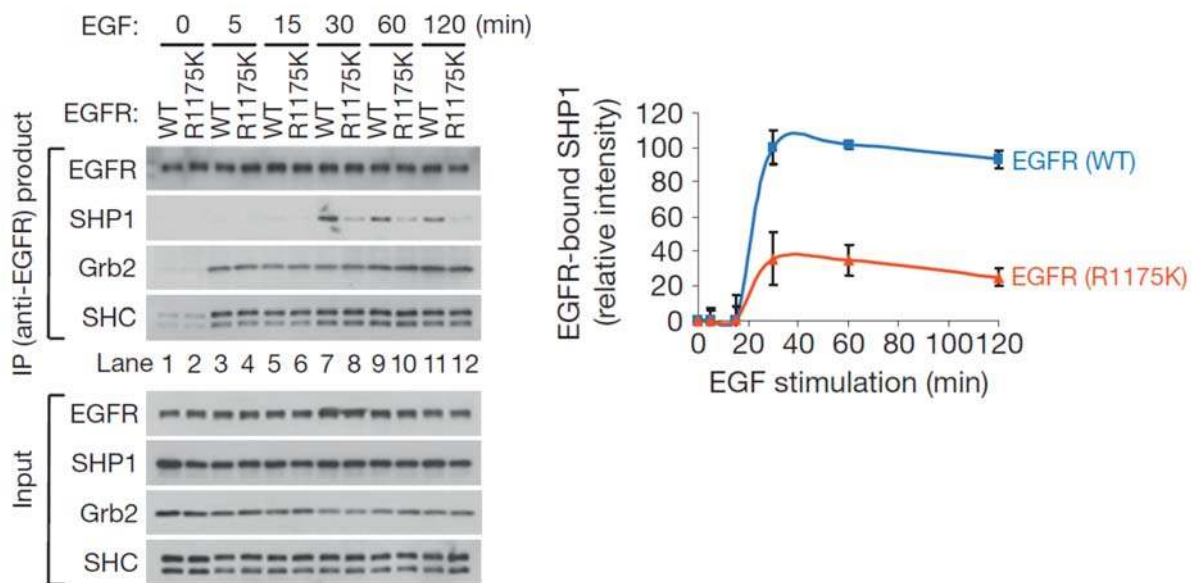 EGF: 0 5 15 30 60 120 (min)
EGFR: WT R1175K WT R1175K WT R1175K WT R1175K WT R1175K WT R1175K
IP (anti-EGFR) product
EGFR
SHP1
Grb2
SHC
Lane 1 2 3 4 5 6 7 8 9 10 11 12
Input
EGFR
SHP1
Grb2
SHC
EGFR-bound SHP1
(relative intensity)
120
100
80
60
40
20
0
0 20 40 60 80 100 120
EGF stimulation (min)
EGFR (WT)
EGFR (R1175K)